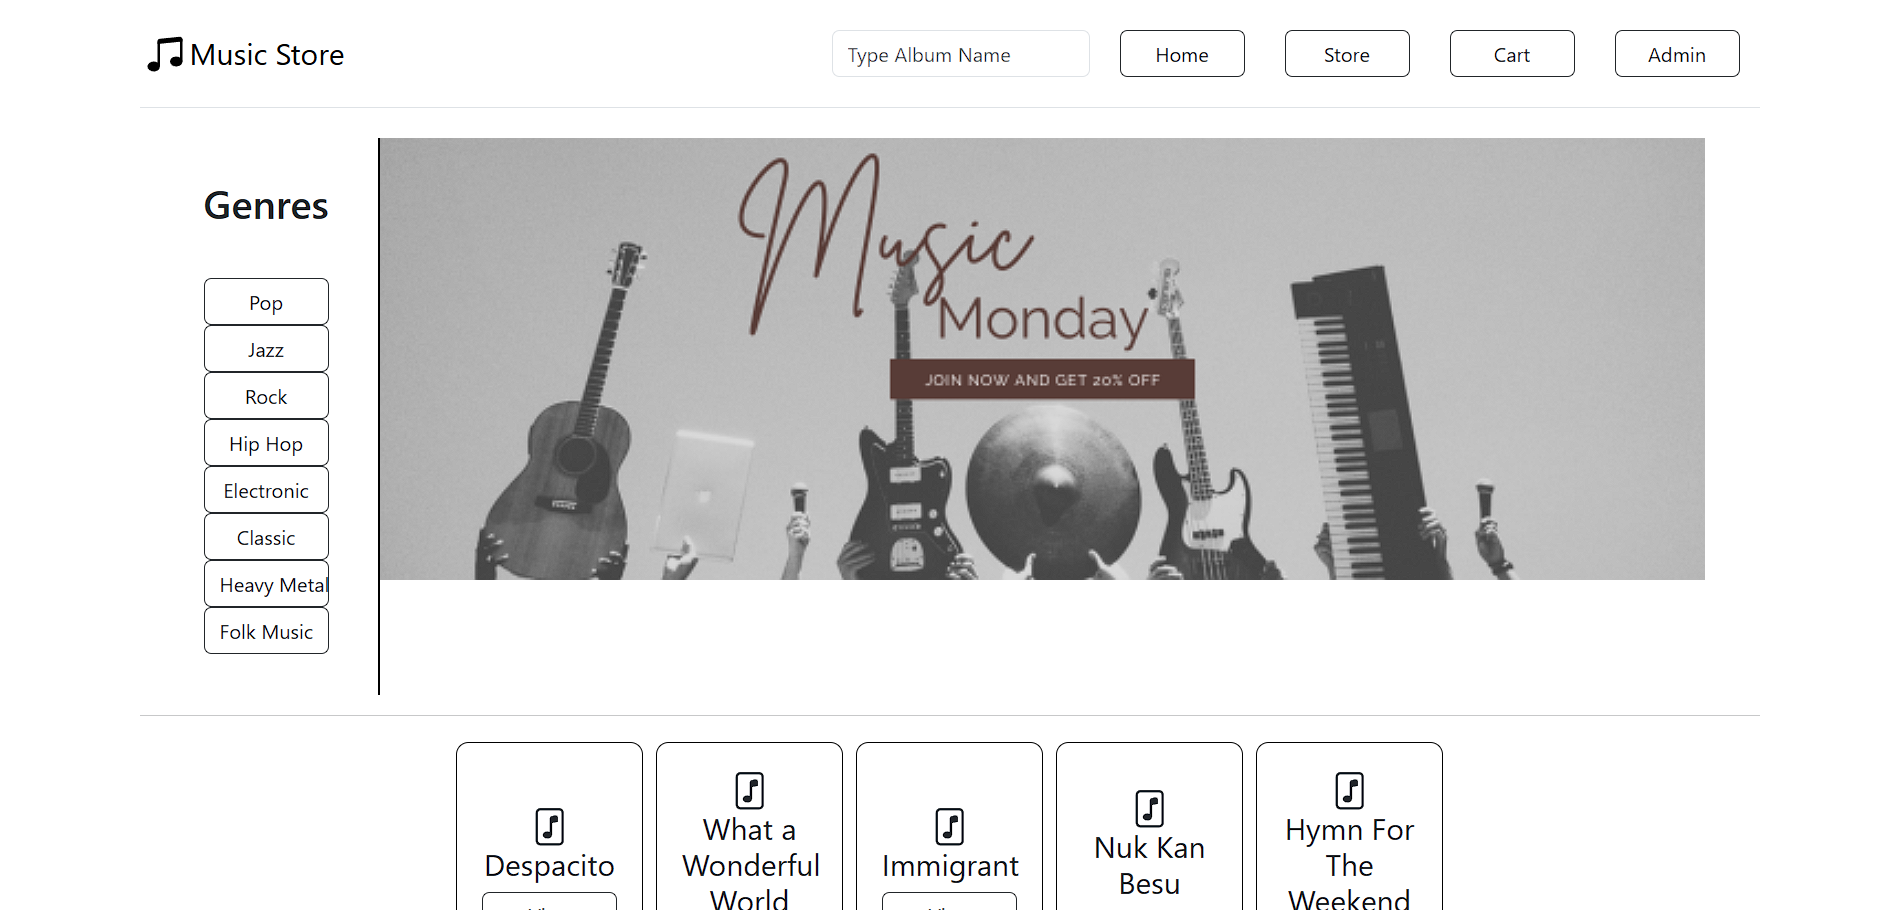 Music Store
Type Album Name
Home
Store
Cart
Admin
Genres
Pop
Jazz
Rock
Hip Hop
Electronic
Classic
Heavy Metal
Folk Music
Music
Monday
JOIN NOW AND GET 20% OFF
Despacito
What a
Wonderful
World
Immigrant
Nuk Kan
Besu
Hymn For
The
Weekend